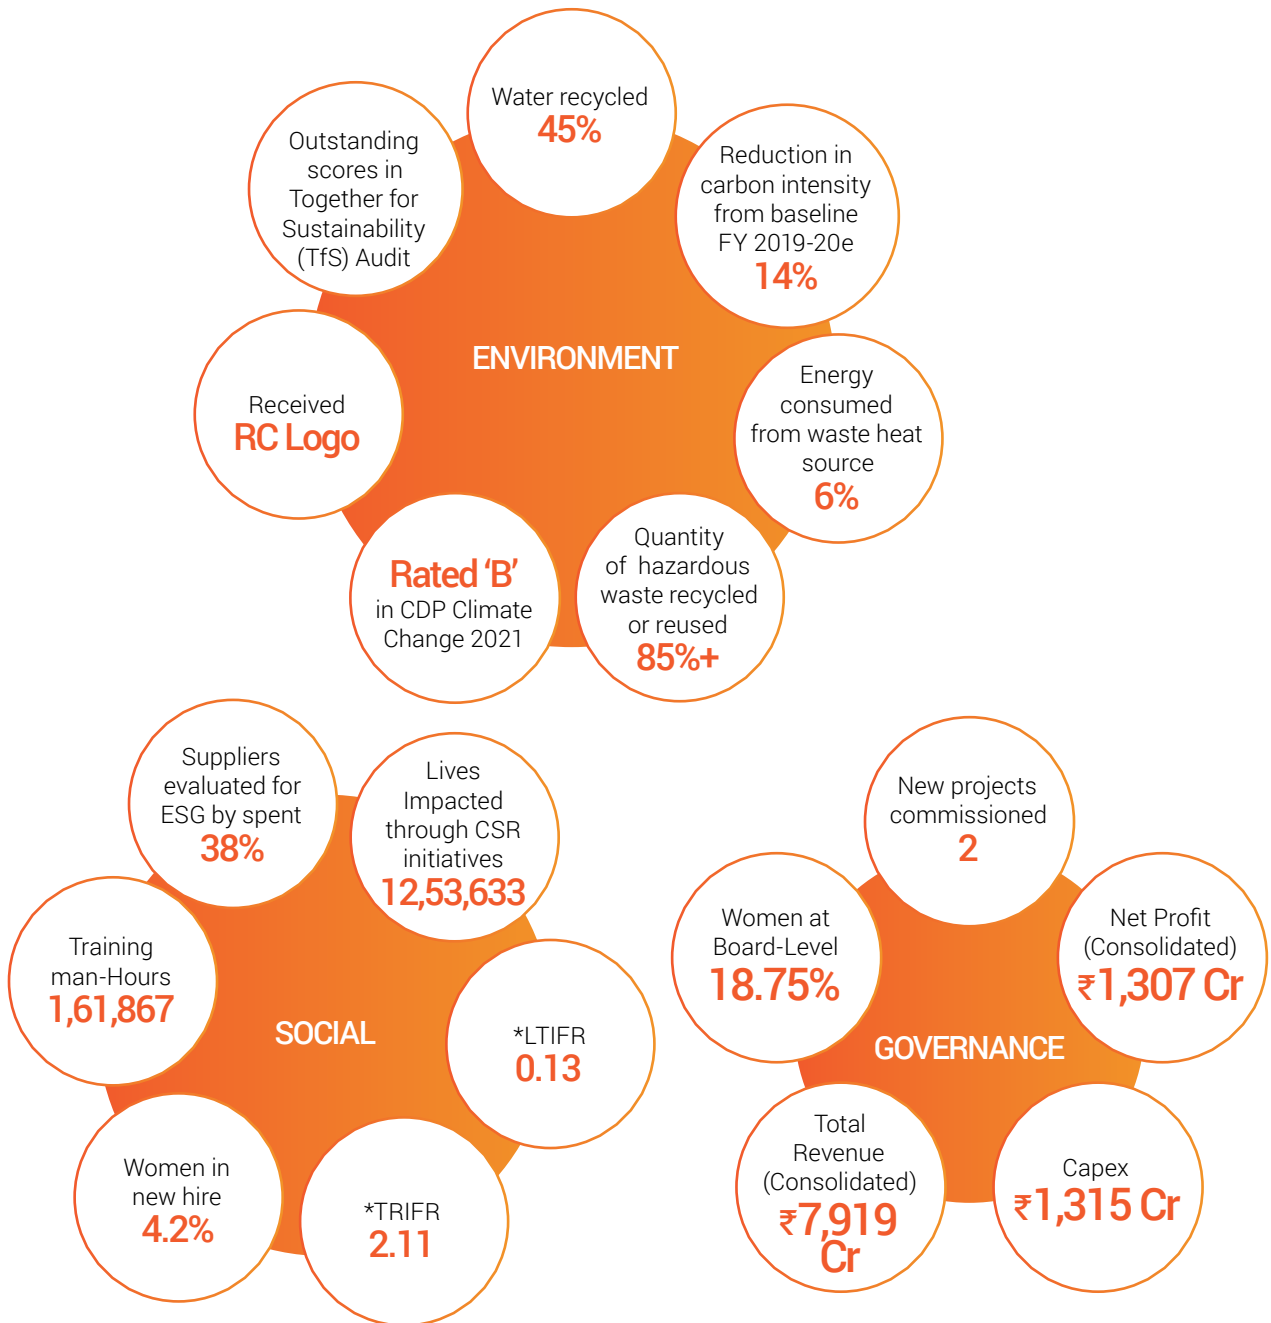 Water recycled
45%
Outstanding
scores in
Together for
Sustainability
(TfS) Audit
Reduction in
carbon intensity
from baseline
FY 2019-20e
14%
ENVIRONMENT
Energy
consumed
from waste heat
source
6%
Received
RC Logo
Rated ‘B’
in CDP Climate
Change 2021
Quantity
of hazardous
waste recycled
or reused
85%+
Suppliers
evaluated for
ESG by spent
38%
Lives
Impacted
through CSR
initiatives
12,53,633
Training
man-Hours
1,61,867
SOCIAL
*LTIFR
0.13
Women in
new hire
4.2%
*TRIFR
2.11
New projects
commissioned
2
Women at
Board-Level
18.75%
Net Profit
(Consolidated)
₹1,307 Cr
GOVERNANCE
Total
Revenue
(Consolidated)
₹7,919
Cr
Capex
₹1,315 Cr